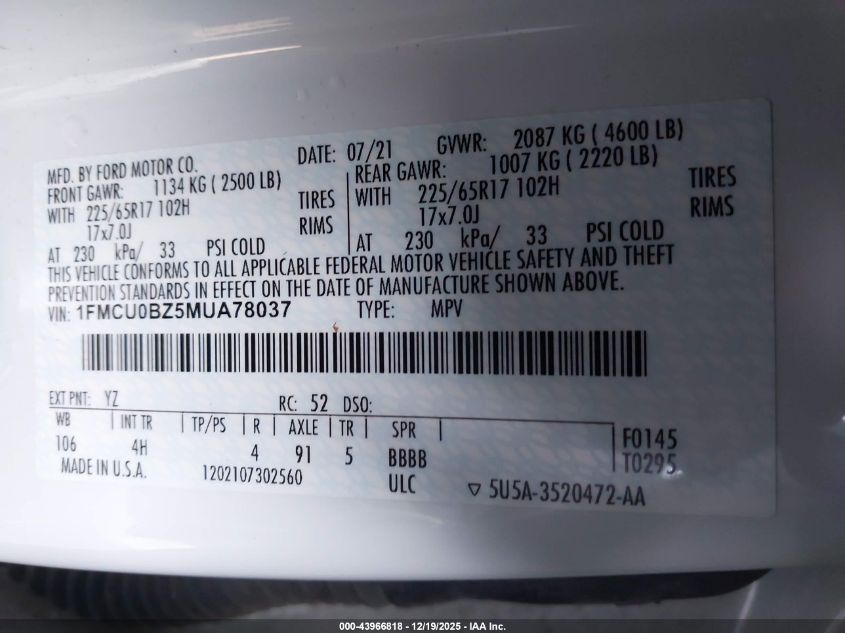 DATE: 07/21 GVWR: 2087 KG ( 4600 LB)
MFD. BY FORD MOTOR CO.
FRONT GAWR: 1134 KG ( 2500 LB) REAR GAWR: 1007 KG ( 2220 LB)
WITH 225/65R17 102H TIRES WITH 225/65R17 102H TIRES
17x7.0J RIMS 17x7.0J RIMS
AT 230 kPa/ 33 PSI COLD AT 230 kPa/ 33 PSI COLD
THIS VEHICLE CONFORMS TO ALL APPLICABLE FEDERAL MOTOR VEHICLE SAFETY AND THEFT
PREVENTION STANDARDS IN EFFECT ON THE DATE OF MANUFACTURE SHOWN ABOVE.
VIN: 1FMCU0BZ5MUA78037 TYPE: MPV
EXT PNT: YZ RC: 52 DSO:
WB INT TR TP/PS R AXLE TR SPR
106 4H 4 91 5 BBBB F0145
MADE IN U.S.A. 1202107302560 ULC T0295
▽ 5U5A-3520472-AA
000-43966818 - 12/19/2025 - IAA Inc.